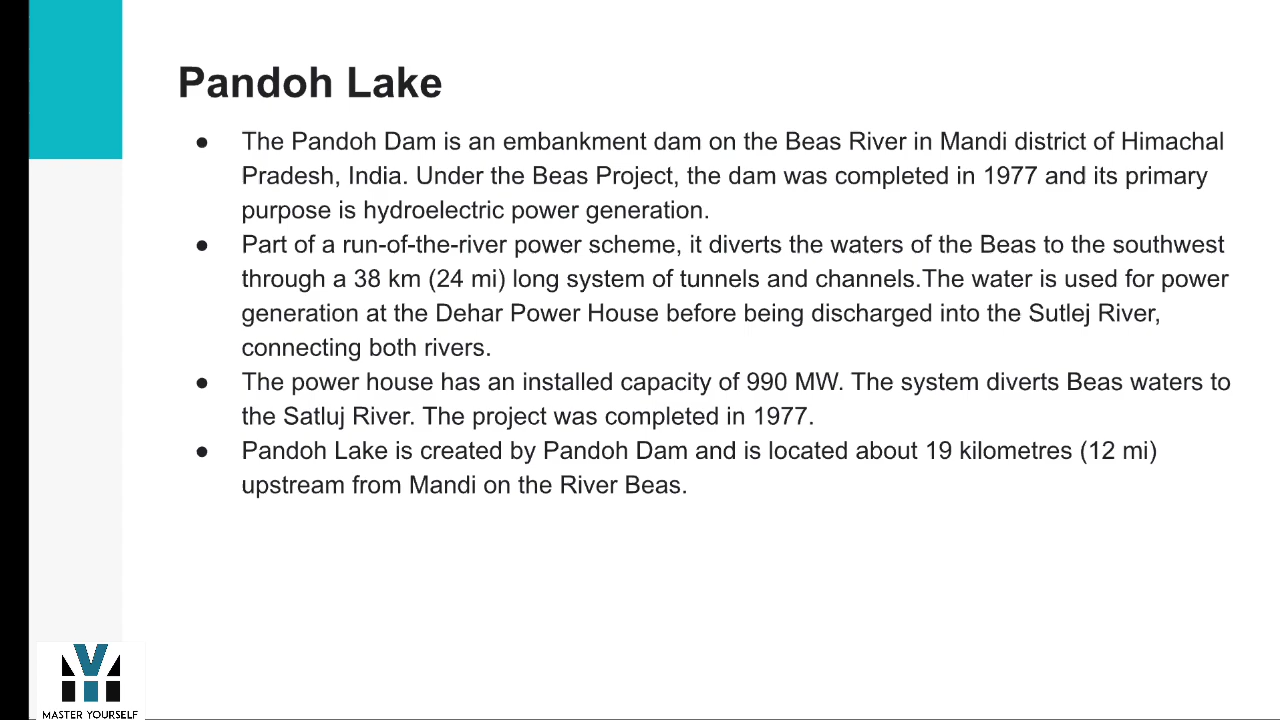 Pandoh Lake
● The Pandoh Dam is an embankment dam on the Beas River in Mandi district of Himachal
Pradesh, India. Under the Beas Project, the dam was completed in 1977 and its primary
purpose is hydroelectric power generation.
● Part of a run-of-the-river power scheme, it diverts the waters of the Beas to the southwest
through a 38 km (24 mi) long system of tunnels and channels.The water is used for power
generation at the Dehar Power House before being discharged into the Sutlej River,
connecting both rivers.
● The power house has an installed capacity of 990 MW. The system diverts Beas waters to
the Satluj River. The project was completed in 1977.
● Pandoh Lake is created by Pandoh Dam and is located about 19 kilometres (12 mi)
upstream from Mandi on the River Beas.
MASTER YOURSELF